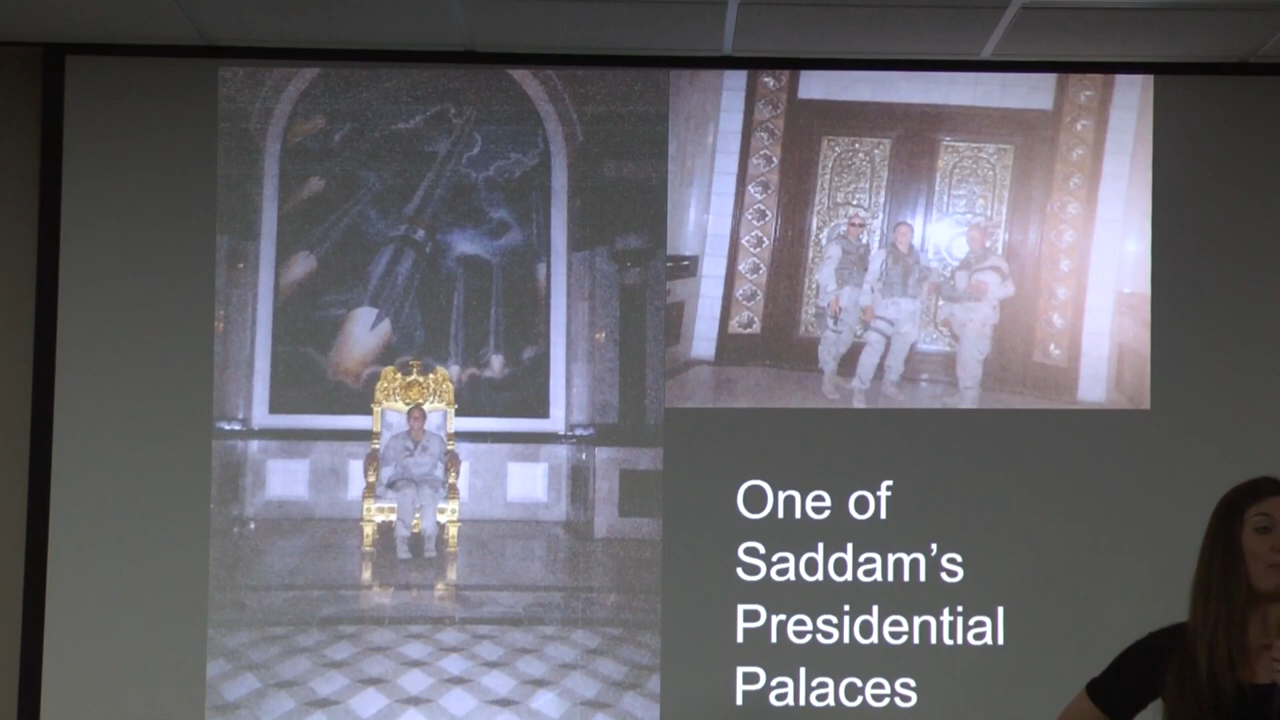 One of
Saddam’s
Presidential
Palaces